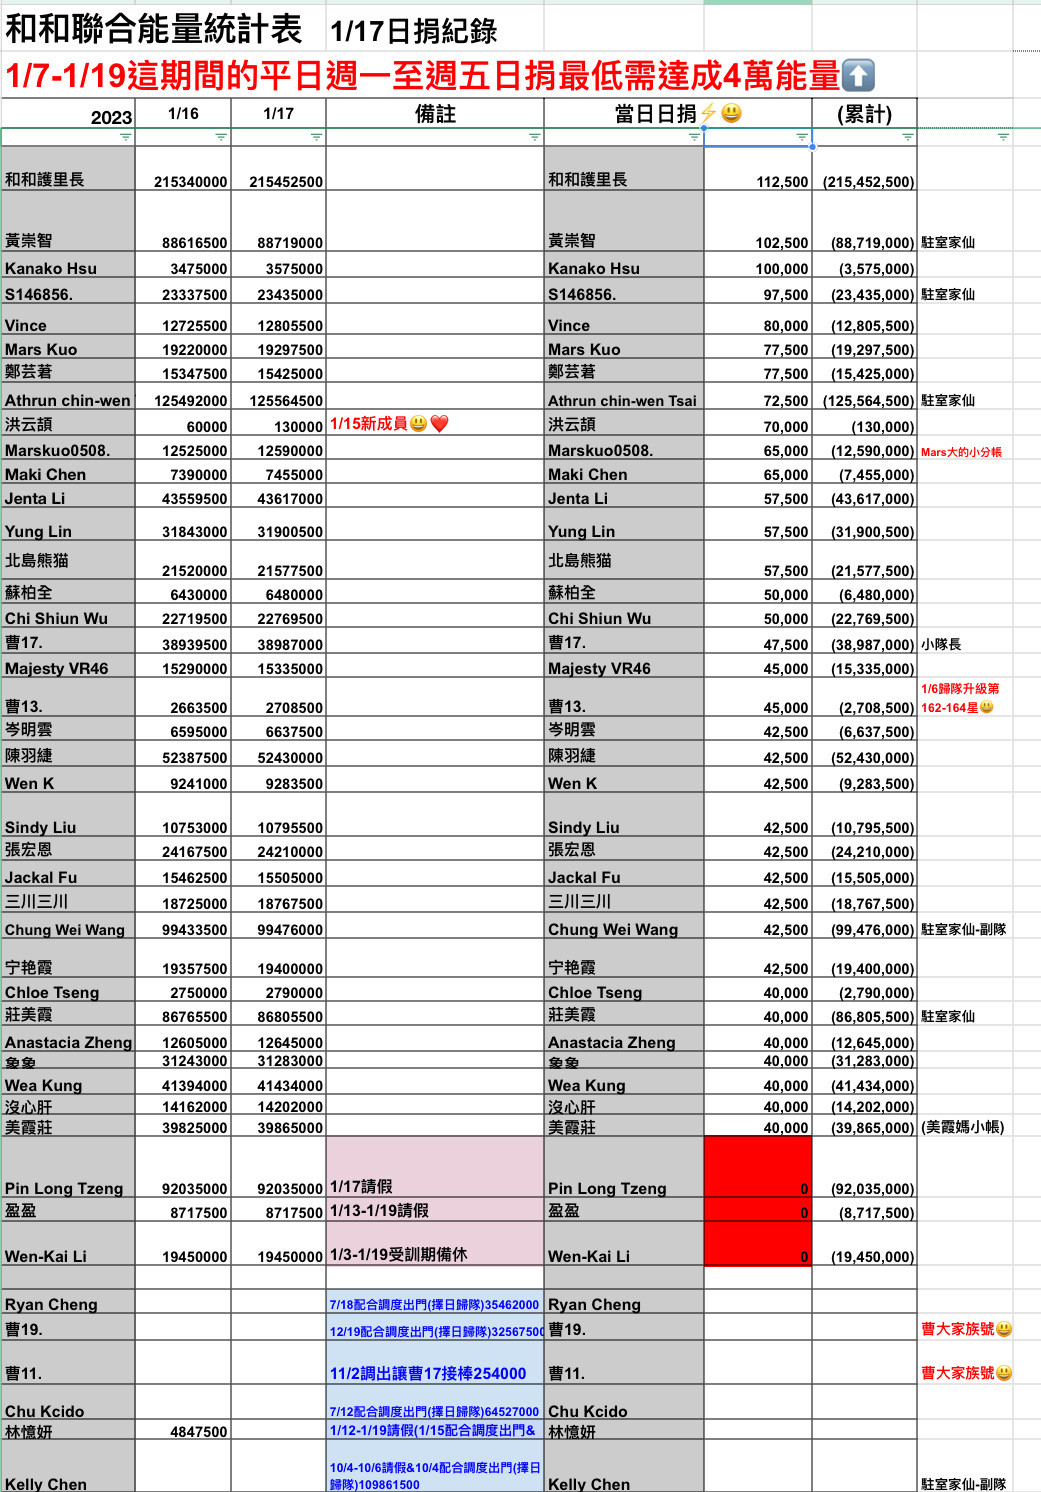 和和聯合能量統計表 1/17日捐紀錄
1/7-1/19這期間的平日週一至週五日捐最低需達成4萬能量⬆️
2023 1/16 1/17 備註 當日日捐⚡😃 (累計)
和和護里長 215340000 215452500 和和護里長 112,500 (215,452,500)
黃崇智 88616500 88719000 黃崇智 102,500 (88,719,000) 駐室家仙
Kanako Hsu 3475000 3575000 Kanako Hsu 100,000 (3,575,000)
S146856. 23337500 23435000 S146856. 97,500 (23,435,000) 駐室家仙
Vince 12725500 12805500 Vince 80,000 (12,805,500)
Mars Kuo 19220000 19297500 Mars Kuo 77,500 (19,297,500)
鄭芸莙 15347500 15425000 鄭芸莙 77,500 (15,425,000)
Athrun chin-wen 125492000 125564500 Athrun chin-wen Tsai 72,500 (125,564,500) 駐室家仙
洪云頡 60000 130000 1/15新成員😃❤️ 洪云頡 70,000 (130,000)
Marskuo0508. 12525000 12590000 Marskuo0508. 65,000 (12,590,000) Mars大的小分帳
Maki Chen 7390000 7455000 Maki Chen 65,000 (7,455,000)
Jenta Li 43559500 43617000 Jenta Li 57,500 (43,617,000)
Yung Lin 31843000 31900500 Yung Lin 57,500 (31,900,500)
北島熊猫 21520000 21577500 北島熊猫 57,500 (21,577,500)
蘇柏全 6430000 6480000 蘇柏全 50,000 (6,480,000)
Chi Shiun Wu 22719500 22769500 Chi Shiun Wu 50,000 (22,769,500)
曹17. 38939500 38987000 曹17. 47,500 (38,987,000) 小隊長
Majesty VR46 15290000 15335000 Majesty VR46 45,000 (15,335,000)
1/6歸隊升級第
曹13. 2663500 2708500 曹13. 45,000 (2,708,500) 162-164星😃
岑明雲 6595000 6637500 岑明雲 42,500 (6,637,500)
陳羽緁 52387500 52430000 陳羽緁 42,500 (52,430,000)
Wen K 9241000 9283500 Wen K 42,500 (9,283,500)
Sindy Liu 10753000 10795500 Sindy Liu 42,500 (10,795,500)
張宏恩 24167500 24210000 張宏恩 42,500 (24,210,000)
Jackal Fu 15462500 15505000 Jackal Fu 42,500 (15,505,000)
三川三川 18725000 18767500 三川三川 42,500 (18,767,500)
Chung Wei Wang 99433500 99476000 Chung Wei Wang 42,500 (99,476,000) 駐室家仙-副隊
宁艳霞 19357500 19400000 宁艳霞 42,500 (19,400,000)
Chloe Tseng 2750000 2790000 Chloe Tseng 40,000 (2,790,000)
莊美霞 86765500 86805500 莊美霞 40,000 (86,805,500) 駐室家仙
Anastacia Zheng 12605000 12645000 Anastacia Zheng 40,000 (12,645,000)
象象 31243000 31283000 象象 40,000 (31,283,000)
Wea Kung 41394000 41434000 Wea Kung 40,000 (41,434,000)
沒心肝 14162000 14202000 沒心肝 40,000 (14,202,000)
美霞莊 39825000 39865000 美霞莊 40,000 (39,865,000) (美霞媽小帳)
Pin Long Tzeng 92035000 92035000 1/17請假 Pin Long Tzeng 0 (92,035,000)
盈盈 8717500 8717500 1/13-1/19請假 盈盈 0 (8,717,500)
Wen-Kai Li 19450000 19450000 1/3-1/19受訓期備休 Wen-Kai Li 0 (19,450,000)
Ryan Cheng 7/18配合調度出門(擇日歸隊)35462000 Ryan Cheng
曹19. 12/19配合調度出門(擇日歸隊)32567500 曹19. 曹大家族號😃
曹11. 11/2調出讓曹17接棒254000 曹11. 曹大家族號😃
Chu Kcido 7/12配合調度出門(擇日歸隊)64527000 Chu Kcido
林憶妍 4847500 1/12-1/19請假(1/15配合調度出門& 林憶妍
10/4-10/6請假&10/4配合調度出門(擇日
Kelly Chen 歸隊)109861500 Kelly Chen 駐室家仙-副隊